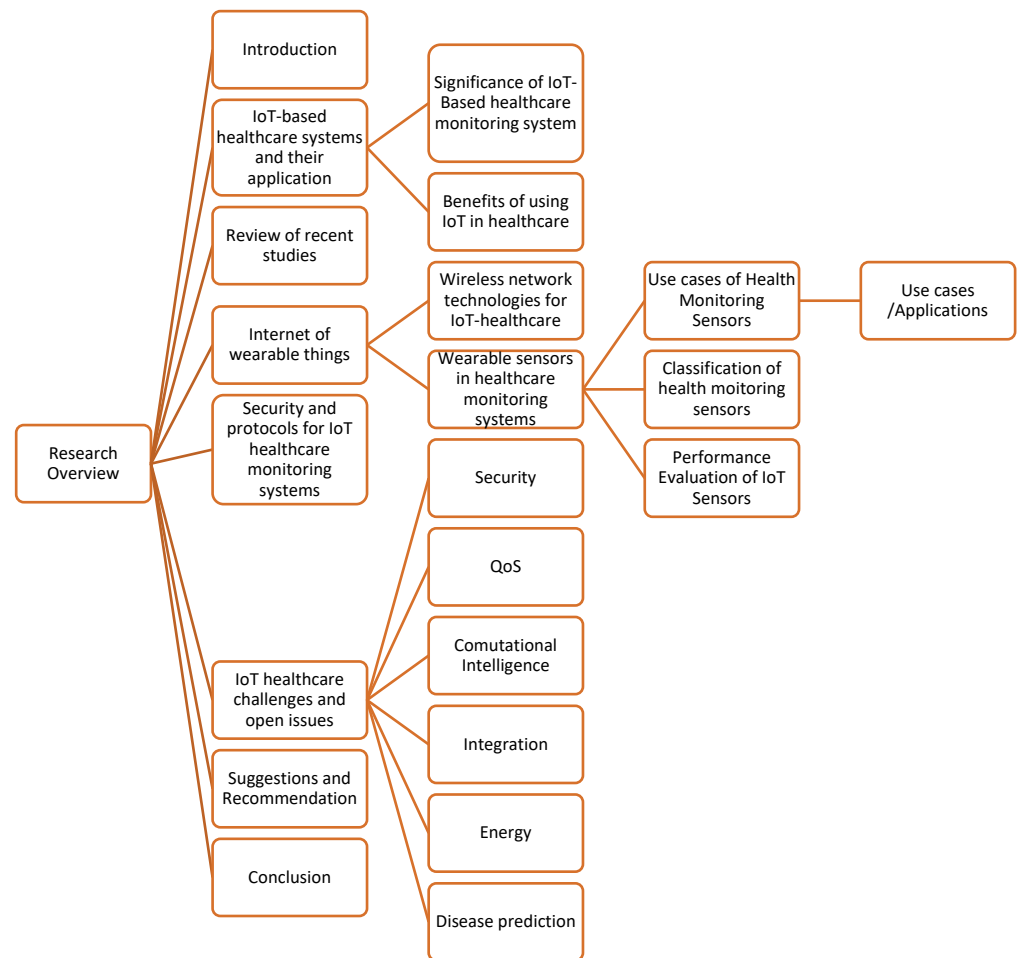 Research
Overview
Introduction
IoT-based
healthcare systems
and their
application
Significance of IoT-
Based healthcare
monitoring system
Benefits of using
IoT in healthcare
Review of recent
studies
Internet of
wearable things
Wireless network
technologies for
IoT-healthcare
Wearable sensors
in healthcare
monitoring
systems
Use cases of Health
Monitoring
Sensors
Use cases
/Applications
Classification of
health moitoring
sensors
Performance
Evaluation of IoT
Sensors
Security and
protocols for IoT
healthcare
monitoring
systems
IoT healthcare
challenges and
open issues
Security
QoS
Comutational
Intelligence
Integration
Energy
Disease prediction
Suggestions and
Recommendation
Conclusion